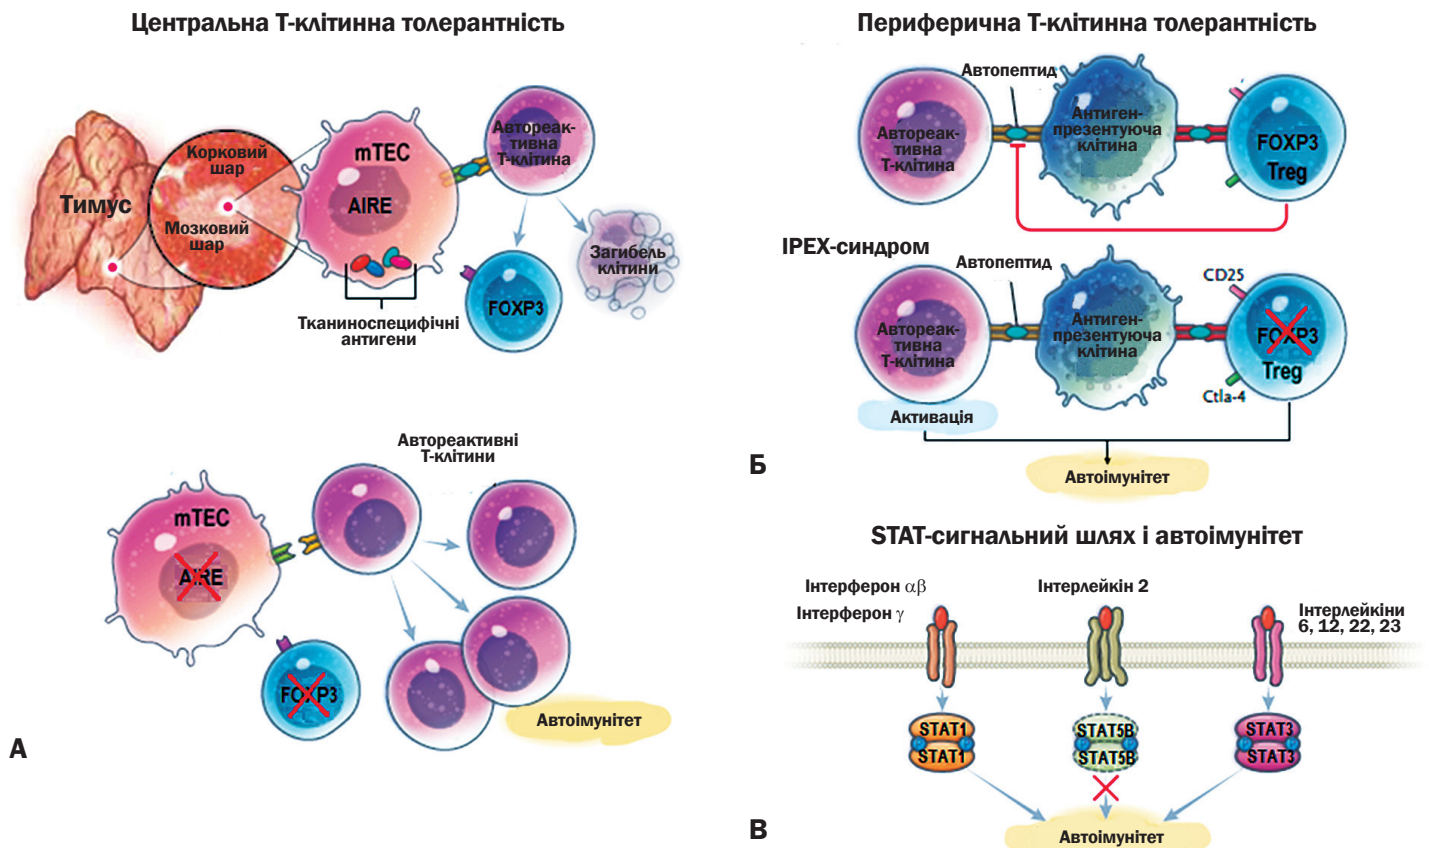 Центральна Т-клітинна толерантність
Тимус
Корковий
шар
Мозковий
шар
mTEC
AIRE
Автореак-
тивна
Т-клітина
Тканиноспецифічні
антигени
FOXP3
Загибель
клітини
Автореактивні
Т-клітини
mTEC
AIRE
FOXP3
Автоімунітет
А
Периферична Т-клітинна толерантність
Автопептид
Автореак-
тивна
Т-клітина
Антиген-
презентуюча
клітина
FOXP3
Treg
IPEX-синдром
Автопептид
CD25
Автореак-
тивна
Т-клітина
Антиген-
презентуюча
клітина
FOXP3
Treg
Ctla-4
Активація
Б
Автоімунітет
STAT-сигнальний шлях і автоімунітет
Інтерферон αβ
Інтерферон γ
Інтерлейкін 2
Інтерлейкіни
6, 12, 22, 23
STAT1
STAT1
STAT5B
STAT5B
STAT3
STAT3
P
P
P
P
P
P
В
Автоімунітет